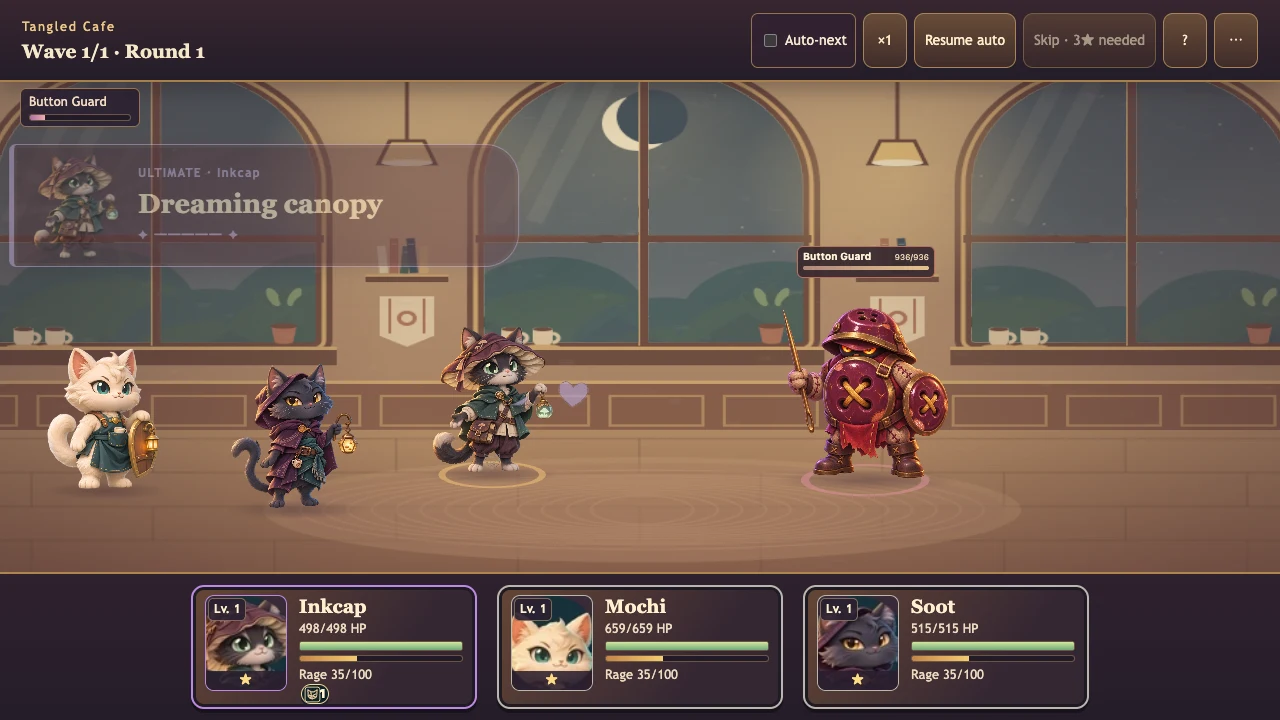 Tangled Cafe
Wave 1/1 · Round 1
Auto-next
×1
Resume auto
Skip · 3★ needed
?
···
Button Guard
ULTIMATE · Inkcap
Dreaming canopy
Button Guard 936/936
Lv. 1
Inkcap
498/498 HP
Rage 35/100
1
Lv. 1
Mochi
659/659 HP
Rage 35/100
Lv. 1
Soot
515/515 HP
Rage 35/100